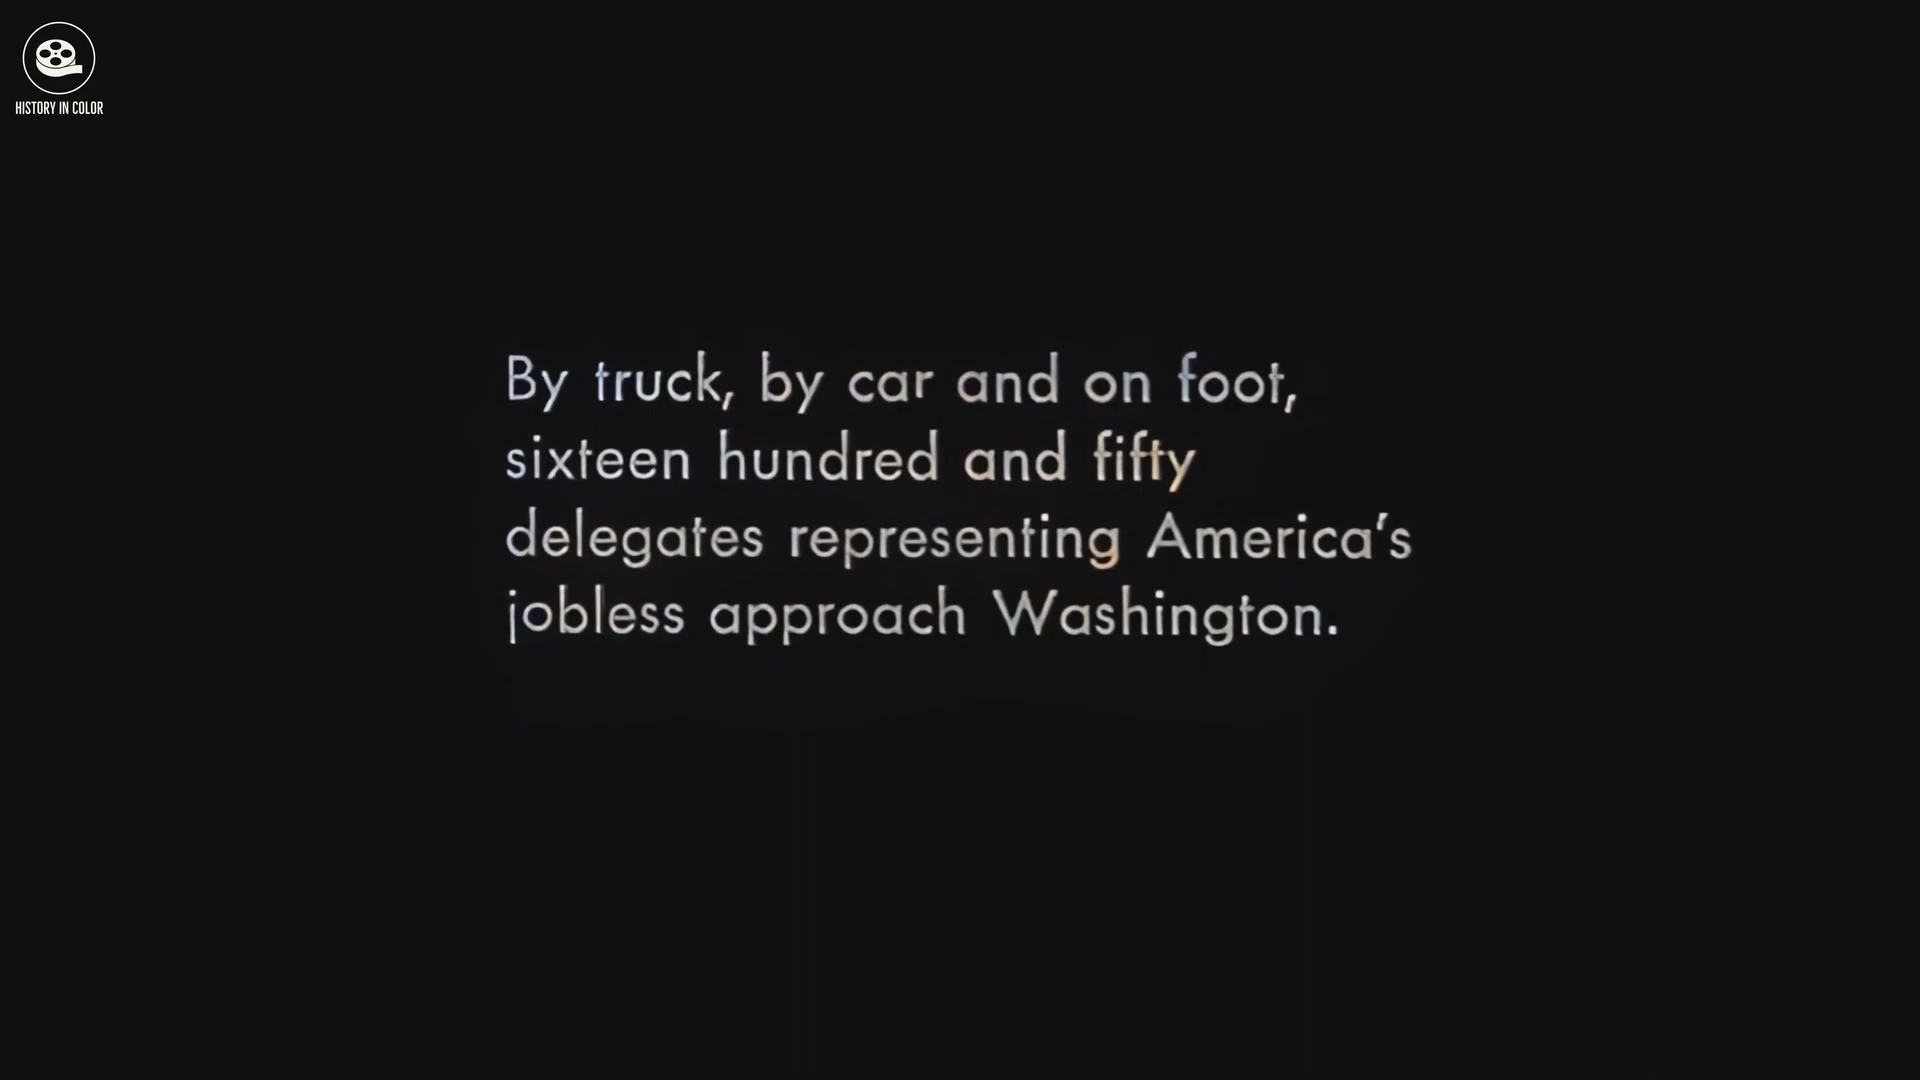 HISTORY IN COLOR
By truck, by car and on foot,
sixteen hundred and fifty
delegates representing America's
jobless approach Washington.